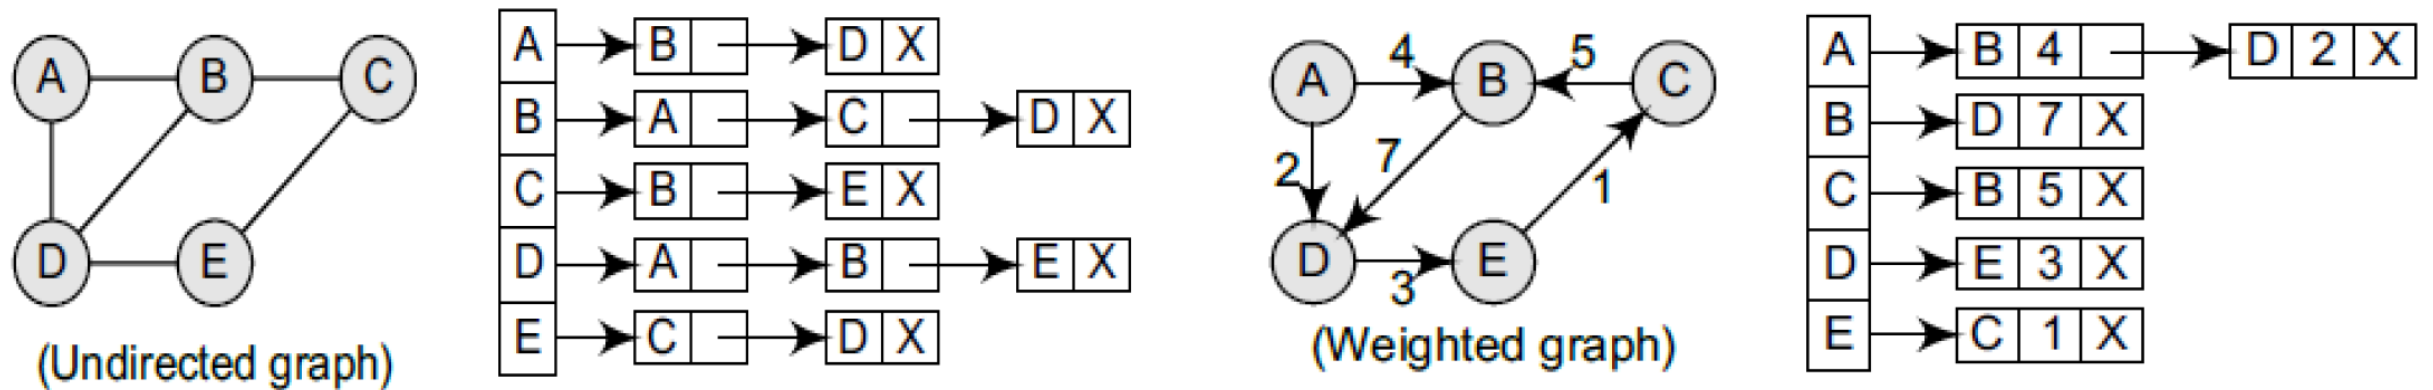 A B C
D E
(Undirected graph)
A B D X
B A C D X
C B E X
D A B E X
E C D X
A 4 B 5 C
2 7 1
D 3 E
(Weighted graph)
A B 4 D 2 X
B D 7 X
C B 5 X
D E 3 X
E C 1 X